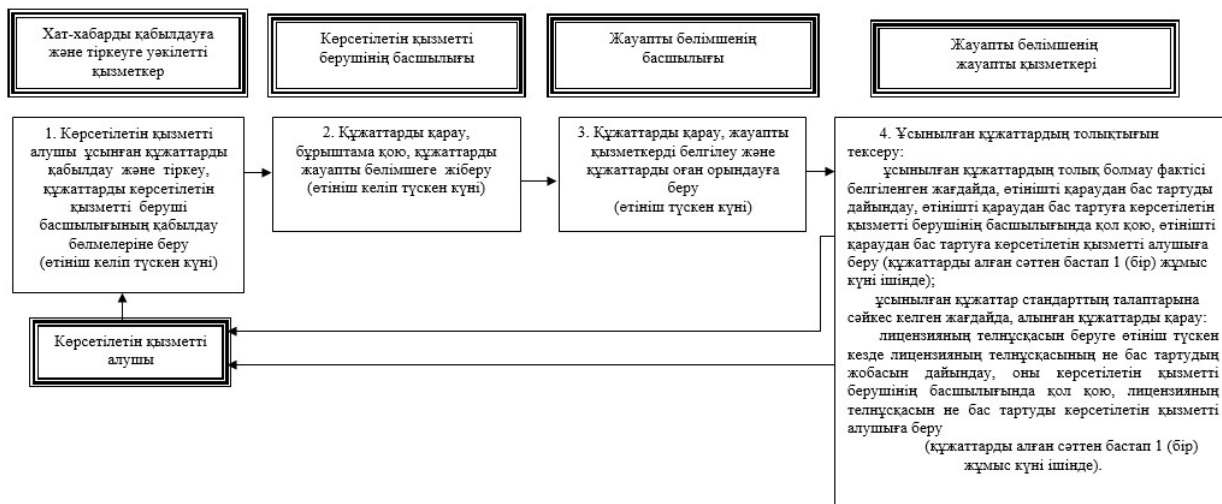 Хат-хабарды қабылдауға
және тіркеуге уәкілетті
қызметкер
Көрсетілетін қызметті
берушінің басшылығы
Жауапты бөлімшенің
басшылығы
Жауапты бөлімшенің
жауапты қызметкері
1. Көрсетілетін қызметті
алушы ұсынған құжаттарды
қабылдау және тіркеу,
құжаттарды көрсетілетін
қызметті беруші
басшылығының қабылдау
бөлмелеріне беру
(өтініш келіп түскен күні)
2. Құжаттарды қарау,
бұрыштама қою, құжаттарды
жауапты бөлімшеге жіберу
(өтініш келіп түскен күні)
3. Құжаттарды қарау, жауапты
қызметкерді белгілеу және
құжаттарды оған орындауға
беру
(өтініш түскен күні)
4. Ұсынылған құжаттардың толықтығын
тексеру:
ұсынылған құжаттардың толық болмау фактісі
белгіленген жағдайда, өтінішті қараудан бас тартуды
дайындау, өтінішті қараудан бас тартуға көрсетілетін
қызметті берушінің басшылығында қол қою, өтінішті
қараудан бас тартуға көрсетілетін қызметті алушыға
беру (құжаттарды алған сәттен бастап 1 (бір) жұмыс
күні ішінде);
ұсынылған құжаттар стандарттың талаптарына
сәйкес келген жағдайда, алынған құжаттарды қарау:
лицензияның телнұсқасын беруге өтініш түскен
кезде лицензияның телнұсқасының не бас тартудың
жобасын дайындау, оны көрсетілетін қызметті
берушінің басшылығында қол қою, лицензияның
телнұсқасын не бас тартуды көрсетілетін қызметті
алушыға беру
(құжаттарды алған сәттен бастап 1 (бір)
жұмыс күні ішінде).
Көрсетілетін қызметті
алушы